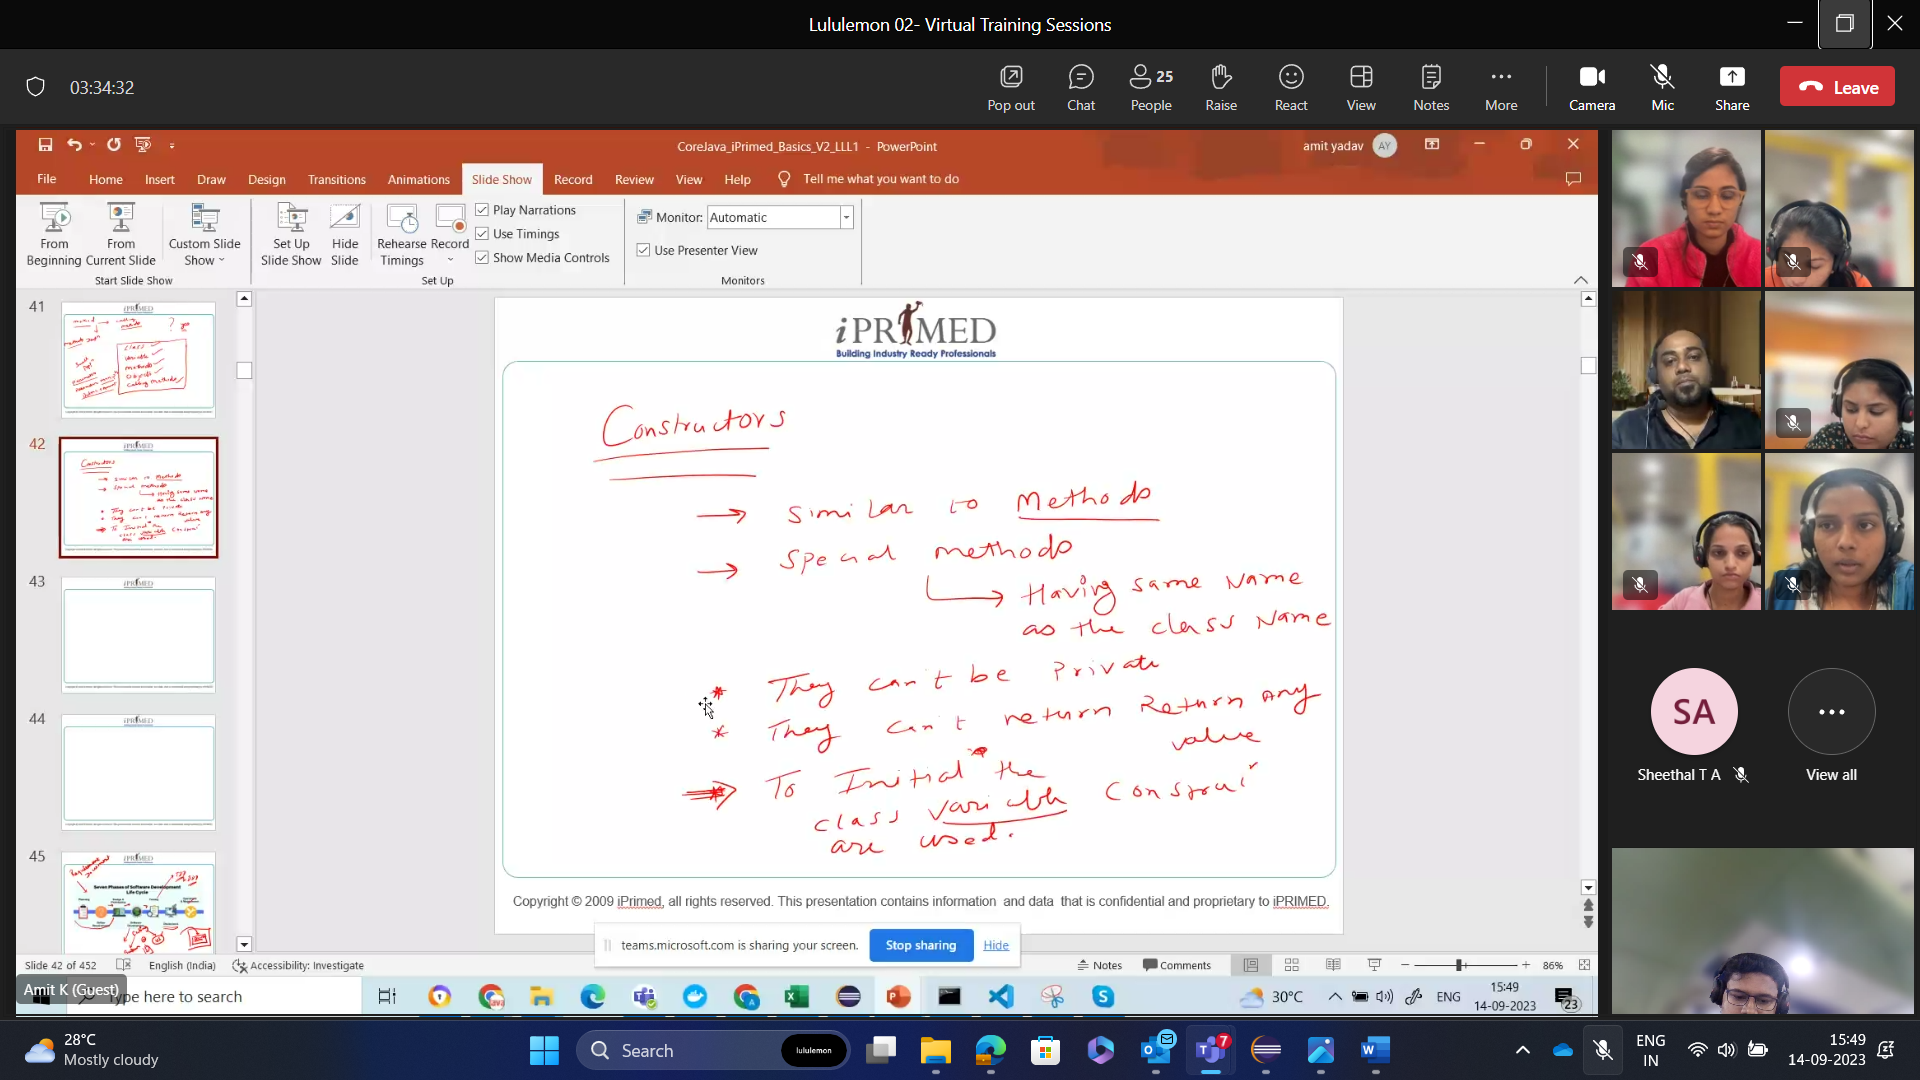 Lululemon 02- Virtual Training Sessions
03:34:32
Pop out
Chat
25
People
Raise
React
View
Notes
More
Camera
Mic
Share
Leave
CoreJava_iPrimed_Basics_V2_LLL1 - PowerPoint
amit yadav
AY
File
Home
Insert
Draw
Design
Transitions
Animations
Slide Show
Record
Review
View
Help
Tell me what you want to do
From Beginning
From Current Slide
Custom Slide Show
Start Slide Show
Set Up Slide Show
Hide Slide
Rehearse Timings
Record
Play Narrations
Use Timings
Show Media Controls
Set Up
Monitor: Automatic
Use Presenter View
Monitors
41
42
43
44
45
Seven Phases of Software Development Life Cycle
iPRIMED
Building Industry Ready Professionals
Constructors
→ Similar to Methods
→ Special methods
→ Having same Name
as the class Name
* They can't be Private
* They can't return Return Any
value
To Initial the
class variable
are used.
Copyright © 2009 iPrimed, all rights reserved. This presentation contains information and data that is confidential and proprietary to iPRIMED.
teams.microsoft.com is sharing your screen.
Stop sharing
Hide
Slide 42 of 452
English (India)
Accessibility: Investigate
Notes
Comments
86%
Amit K (Guest)
Type here to search
30°C
ENG
15:49
14-09-2023
23
SA
Sheethal T A
View all
28°C
Mostly cloudy
Search
lululemon
7
ENG
IN
15:49
14-09-2023